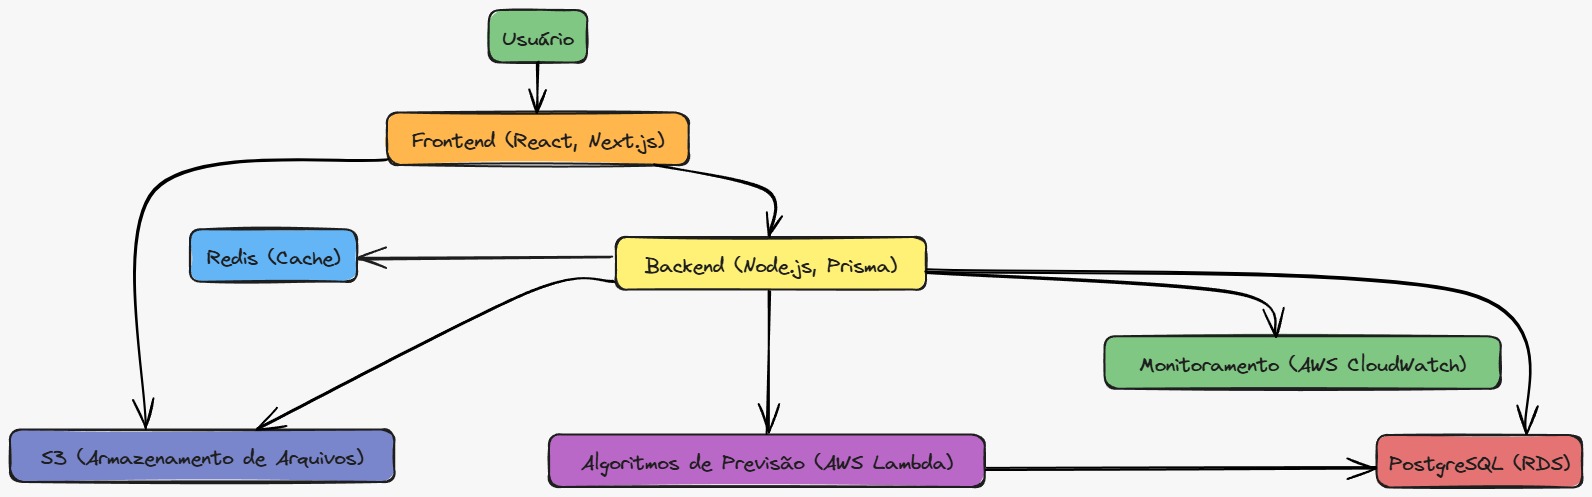 Usuário
Frontend (React, Next.js)
Redis (Cache)
Backend (Node.js, Prisma)
Monitoramento (AWS CloudWatch)
S3 (Armazenamento de Arquivos)
Algoritmos de Previsão (AWS Lambda)
PostgreSQL (RDS)